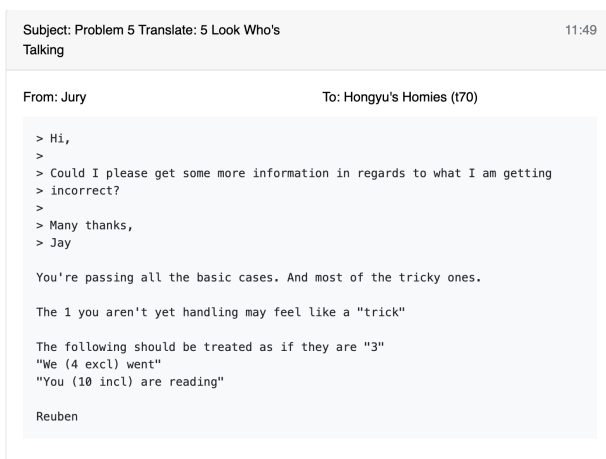 Subject: Problem 5 Translate: 5 Look Who's
Talking
11:49
From: Jury
To: Hongyu's Homies (t70)
> Hi,
>
> Could I please get some more information in regards to what I am getting
> incorrect?
>
> Many thanks,
> Jay
You're passing all the basic cases. And most of the tricky ones.
The 1 you aren't yet handling may feel like a "trick"
The following should be treated as if they are "3"
"We (4 excl) went"
"You (10 incl) are reading"
Reuben